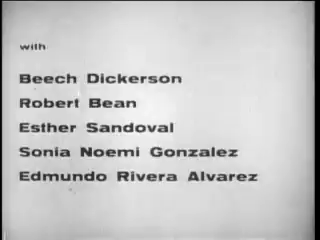 with
Beech Dickerson
Robert Bean
Esther Sandoval
Sonia Noemi Gonzalez
Edmundo Rivera Alvarez